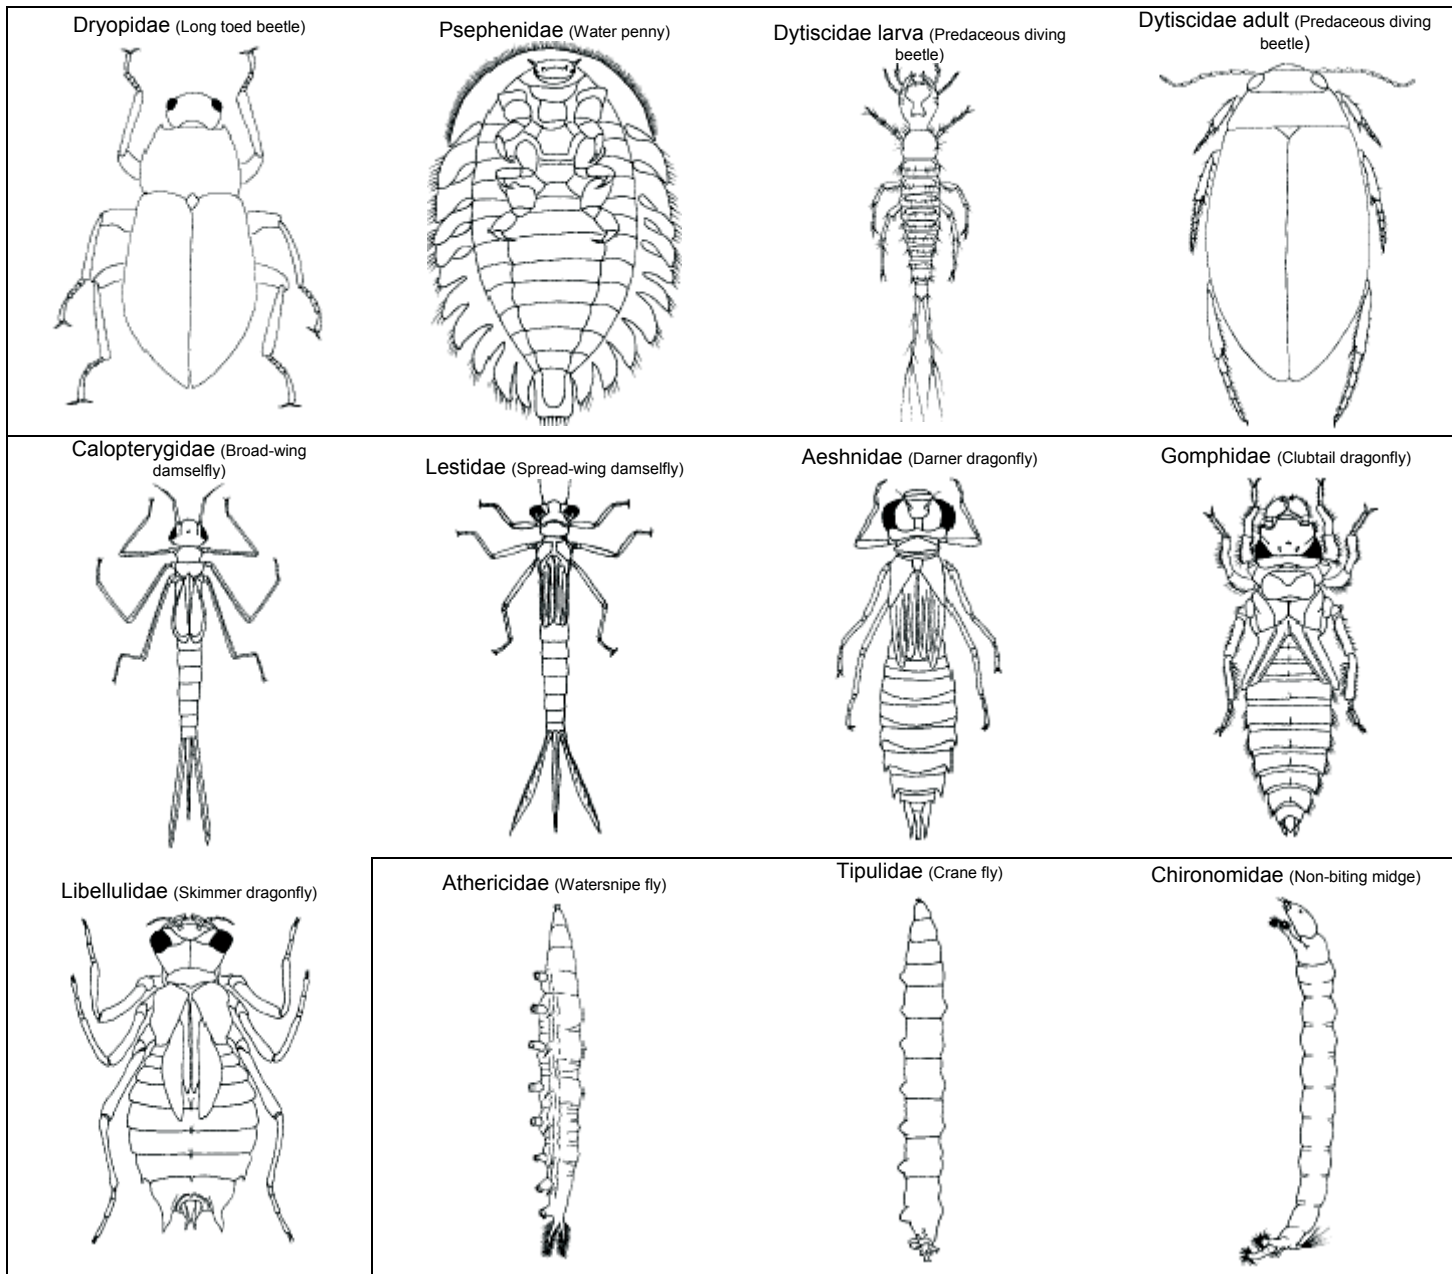 Dryopidae (Long toed beetle)
Psephenidae (Water penny)
Dytiscidae larva (Predaceous diving
beetle)
Dytiscidae adult (Predaceous diving
beetle)
Calopterygidae (Broad-wing
damselfly)
Lestidae (Spread-wing damselfly)
Aeshnidae (Darner dragonfly)
Gomphidae (Clubtail dragonfly)
Libellulidae (Skimmer dragonfly)
Athericidae (Watersnipe fly)
Tipulidae (Crane fly)
Chironomidae (Non-biting midge)